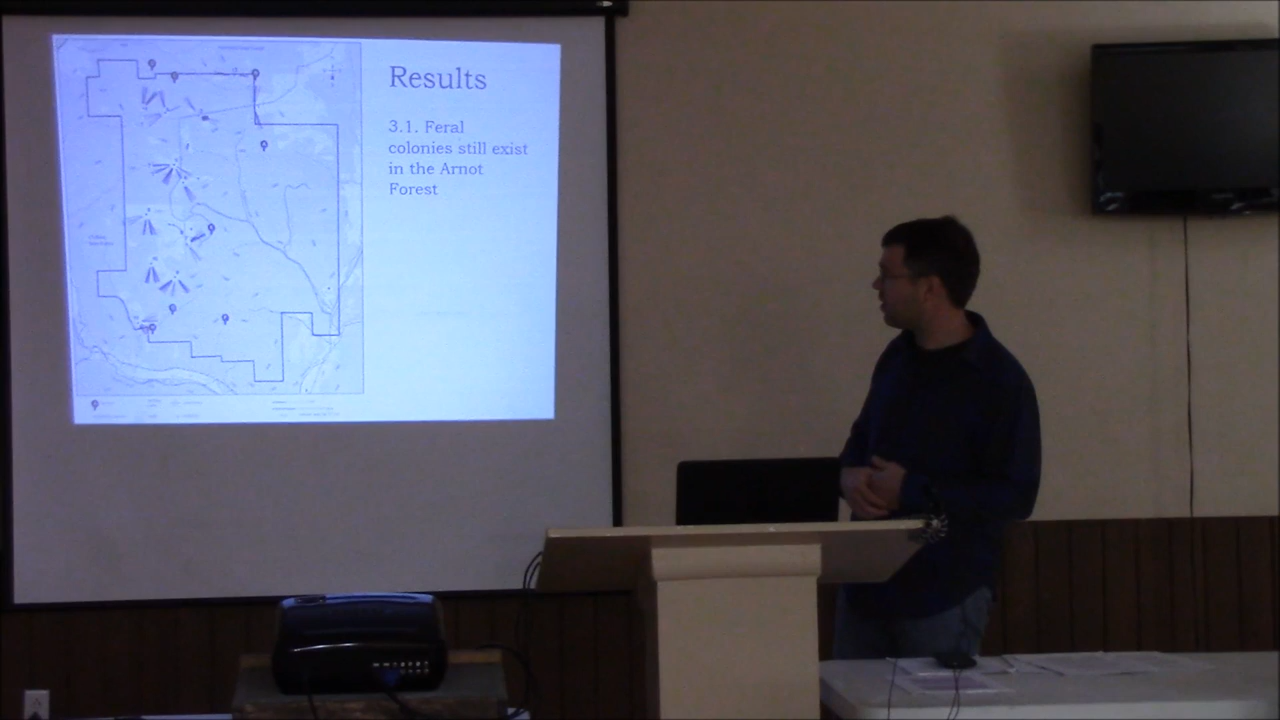 Results
3.1. Feral
colonies still exist
in the Arnot
Forest